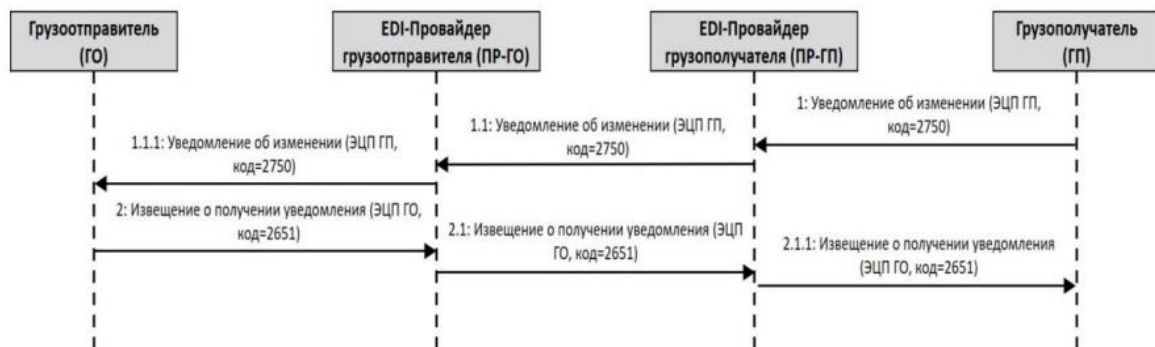 Грузоотправитель
(ГО)
EDI-Провайдер
грузоотправителя (ПР-ГО)
EDI-Провайдер
грузополучателя (ПР-ГП)
Грузополучатель
(ГП)
1: Уведомление об изменении (ЭЦП ГП,
код=2750)
1.1: Уведомление об изменении (ЭЦП ГП,
код=2750)
1.1.1: Уведомление об изменении (ЭЦП ГП,
код=2750)
2: Извещение о получении уведомления (ЭЦП ГО,
код=2651)
2.1: Извещение о получении уведомления (ЭЦП
ГО, код=2651)
2.1.1: Извещение о получении уведомления
(ЭЦП ГО, код=2651)